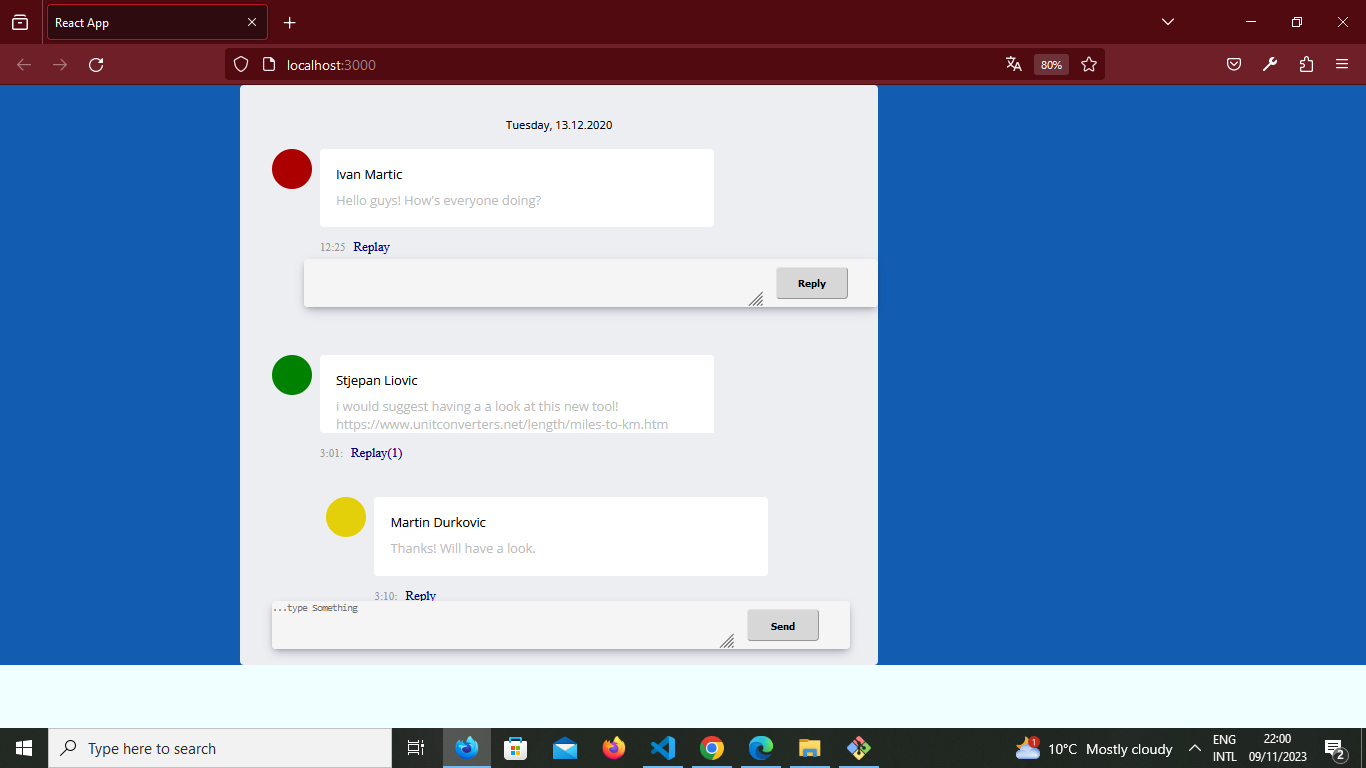 React App
localhost:3000
80%
Tuesday, 13.12.2020
Ivan Martic
Hello guys! How's everyone doing?
12:25 Replay
Reply
Stjepan Liovic
i would suggest having a a look at this new tool!
https://www.unitconverters.net/length/miles-to-km.htm
3:01: Replay(1)
Martin Durkovic
Thanks! Will have a look.
3:10: Reply
...type Something
Send
Type here to search
1
10°C Mostly cloudy
ENG
INTL
22:00
09/11/2023
2